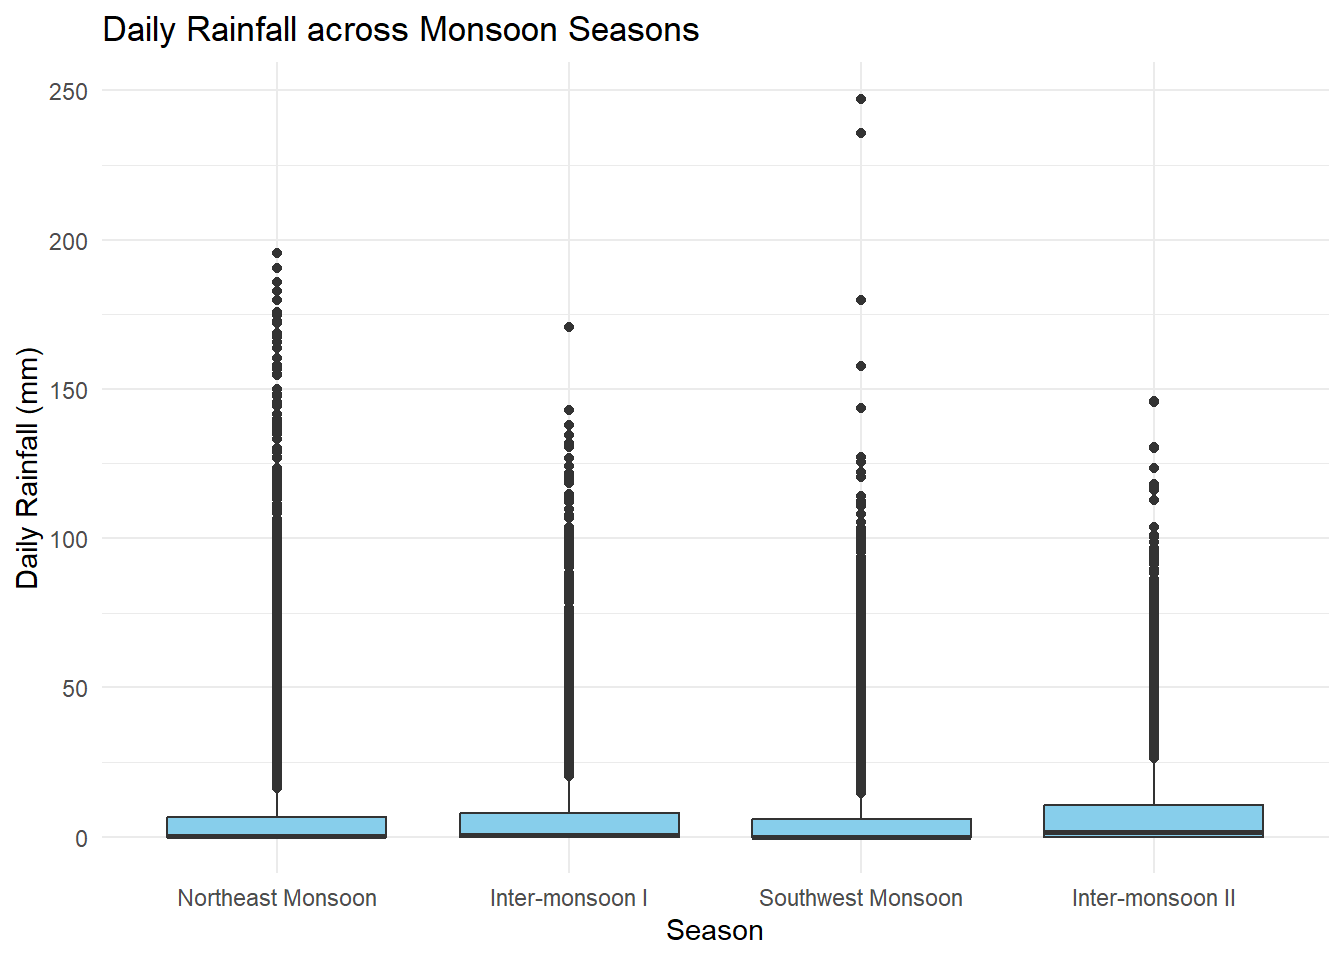 Daily Rainfall across Monsoon Seasons
Daily Rainfall (mm)
250
200
150
100
50
0
Northeast Monsoon
Inter-monsoon I
Southwest Monsoon
Inter-monsoon II
Season